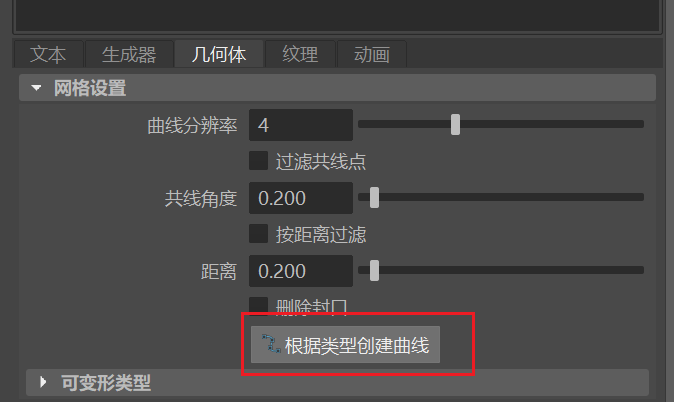 文本 生成器 几何体 纹理 动画
网格设置
曲线分辨率 4
过滤共线点
共线角度 0.200
按距离过滤
距离 0.200
删除封口
根据类型创建曲线
可变形类型